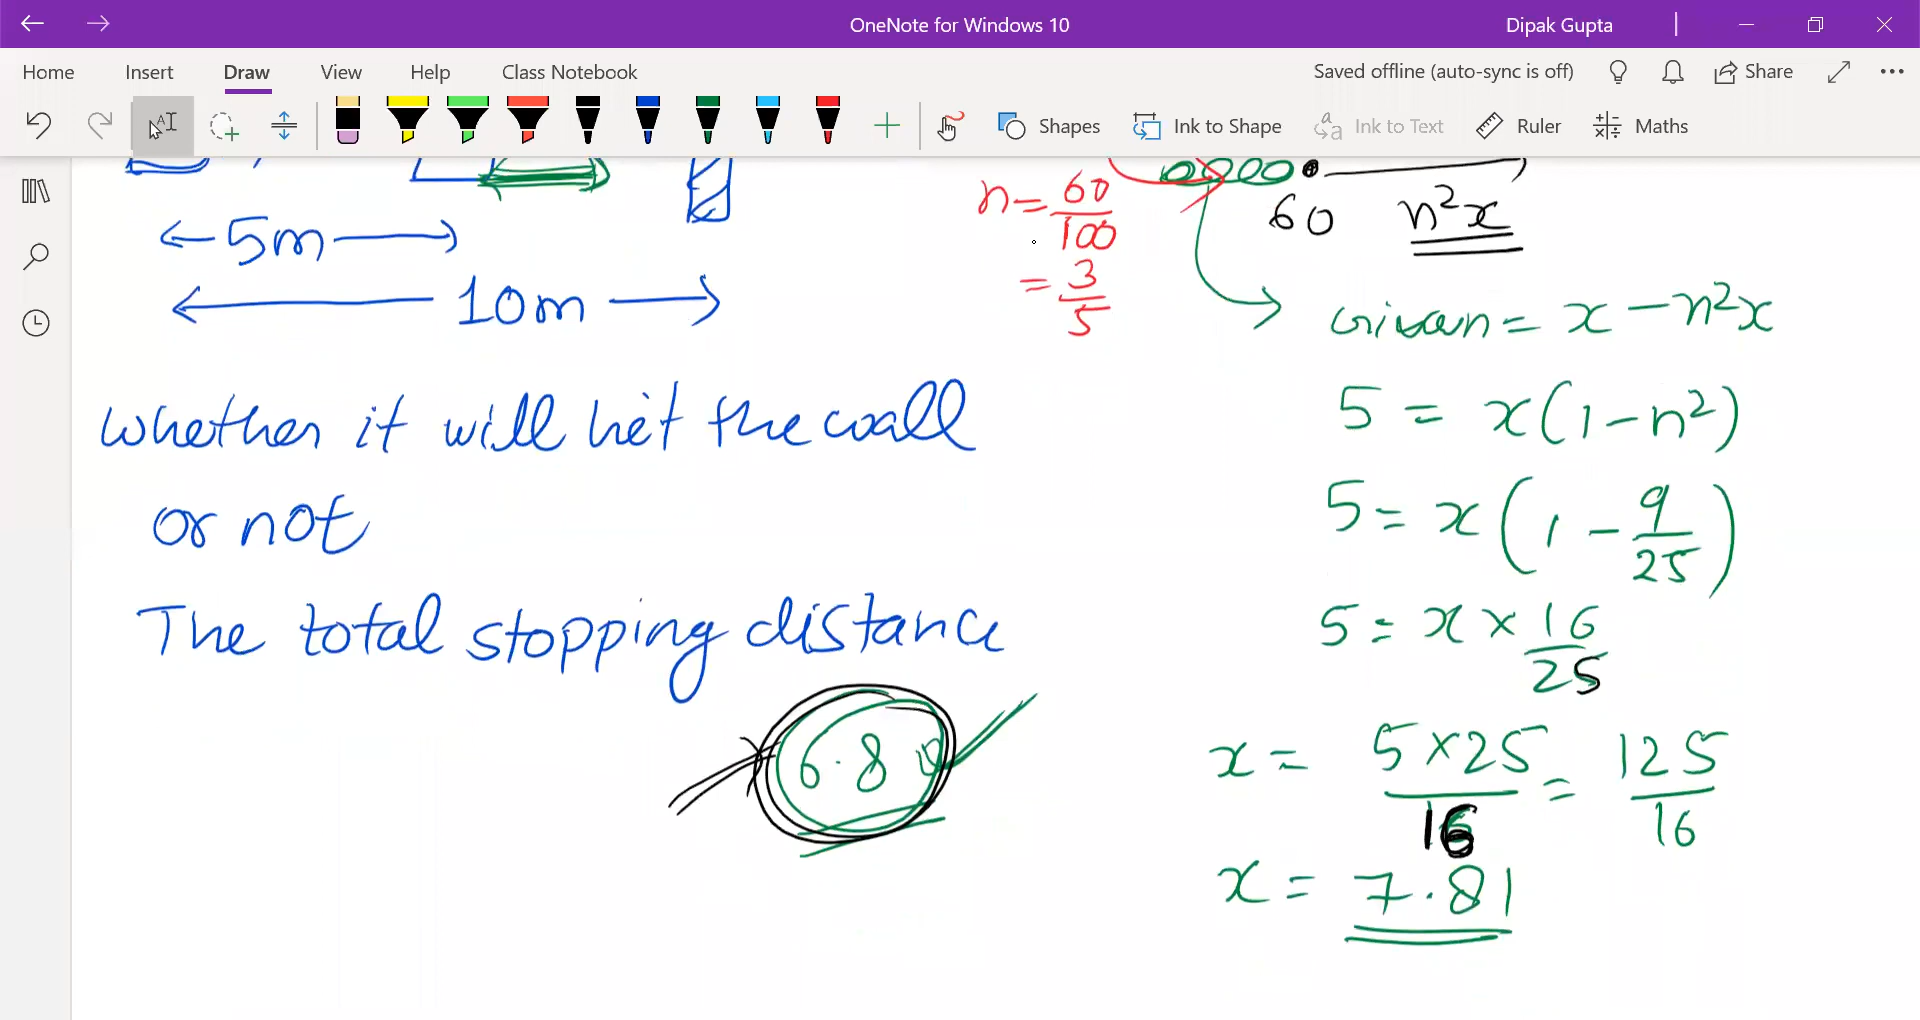 OneNote for Windows 10
Dipak Gupta
Home Insert Draw View Help Class Notebook
Saved offline (auto-sync is off)
Share
Shapes
Ink to Shape
Ink to Text
Ruler
Maths
←5m→
←10m→
whether it will hit the wall
or not
The total stopping distance
6.8
n = 60/100
= 3/5
60 n²x
Given = x - n²x
5 = x(1-n²)
5 = x(1 - 9/25)
5 = x × 16/25
x = 5×25/16 = 125/16
x = 7.81